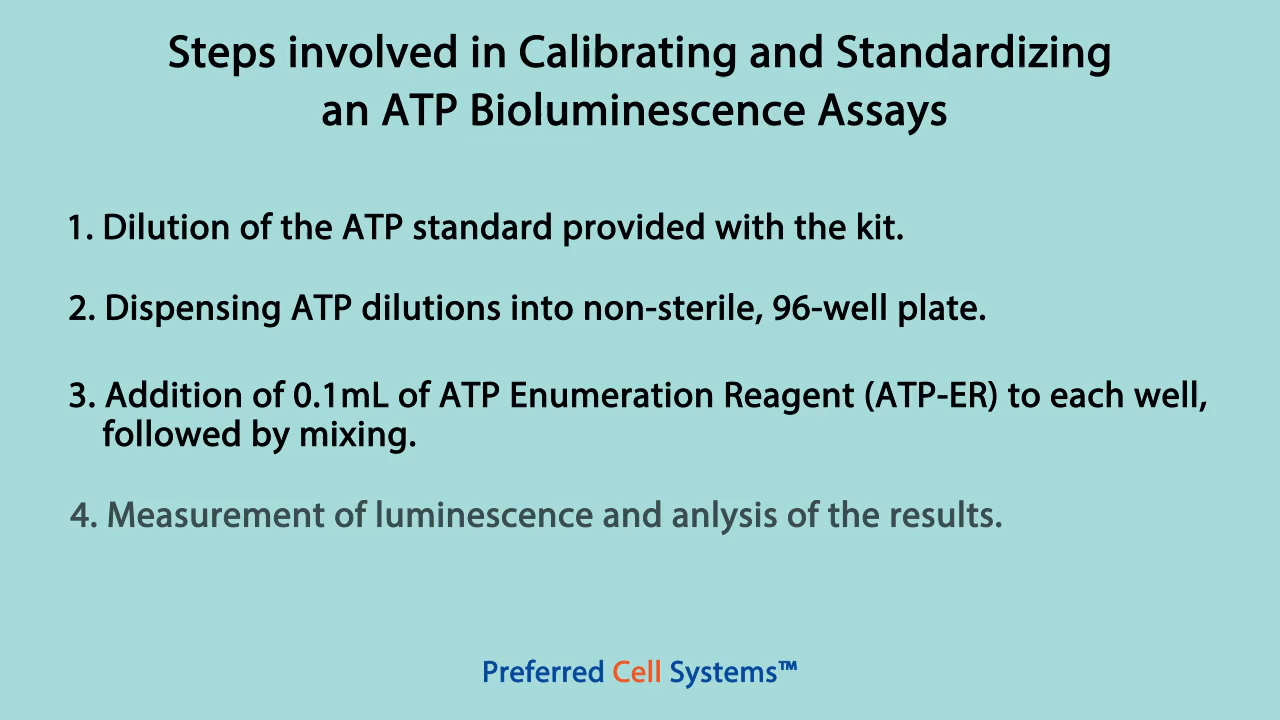 Steps involved in Calibrating and Standardizing
an ATP Bioluminescence Assays
1. Dilution of the ATP standard provided with the kit.
2. Dispensing ATP dilutions into non-sterile, 96-well plate.
3. Addition of 0.1mL of ATP Enumeration Reagent (ATP-ER) to each well,
followed by mixing.
4. Measurement of luminescence and anlysis of the results.
Preferred Cell Systems™